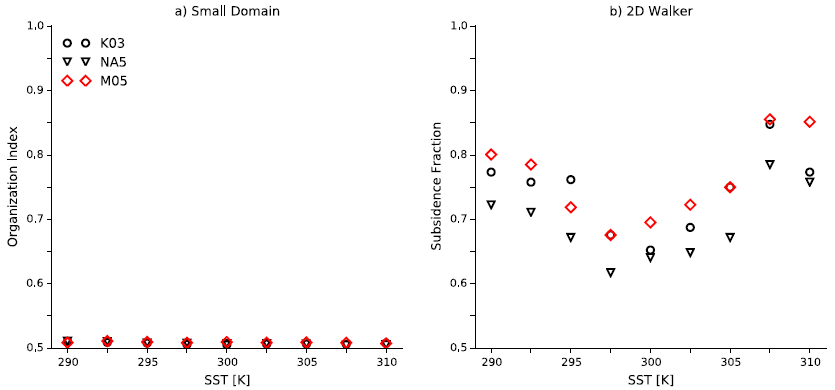 a) Small Domain
1.0
0.9
0.8
0.7
0.6
0.5
Organization Index
K03
NA5
M05
290 295 300 305 310
SST [K]
b) 2D Walker
1.0
0.9
0.8
0.7
0.6
0.5
Subsidence Fraction
290 295 300 305 310
SST [K]